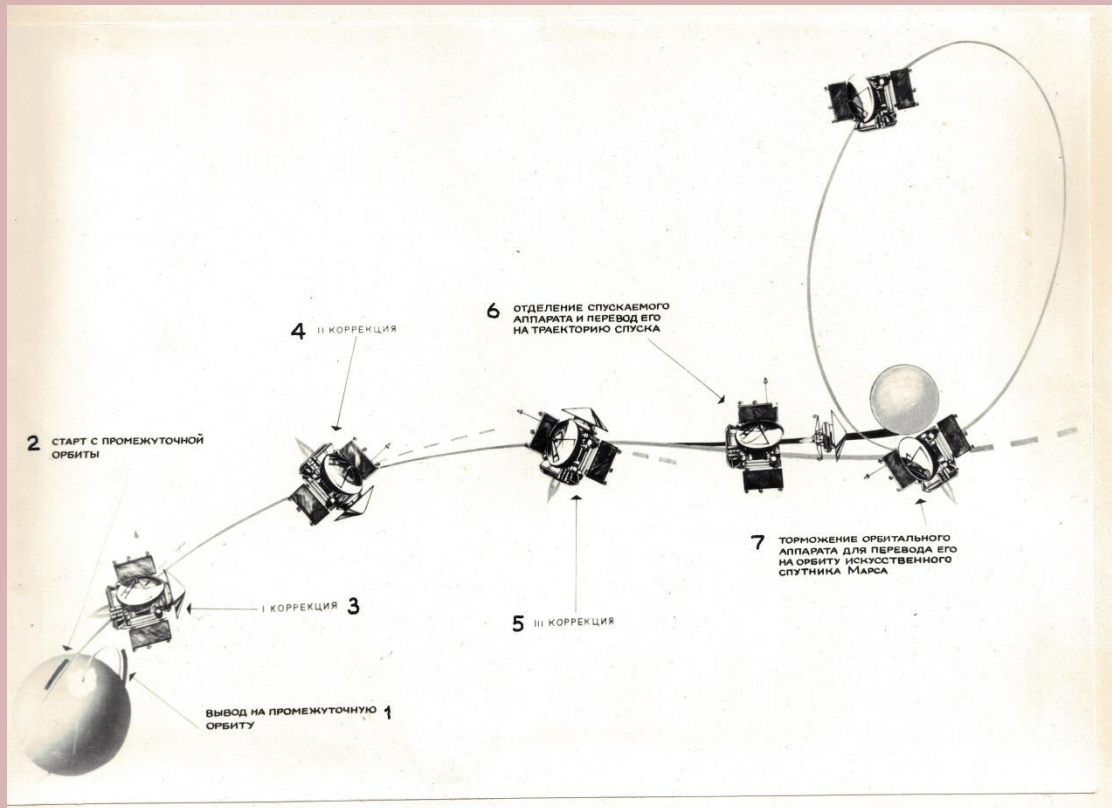 1 ВЫВОД НА ПРОМЕЖУТОЧНУЮ
ОРБИТУ
2 СТАРТ С ПРОМЕЖУТОЧНОЙ
ОРБИТЫ
I КОРРЕКЦИЯ 3
4 II КОРРЕКЦИЯ
5 III КОРРЕКЦИЯ
6 ОТДЕЛЕНИЕ СПУСКАЕМОГО
АППАРАТА И ПЕРЕВОД ЕГО
НА ТРАЕКТОРИЮ СПУСКА
7 ТОРМОЖЕНИЕ ОРБИТАЛЬНОГО
АППАРАТА ДЛЯ ПЕРЕВОДА ЕГО
НА ОРБИТУ ИСКУССТВЕННОГО
СПУТНИКА МАРСА